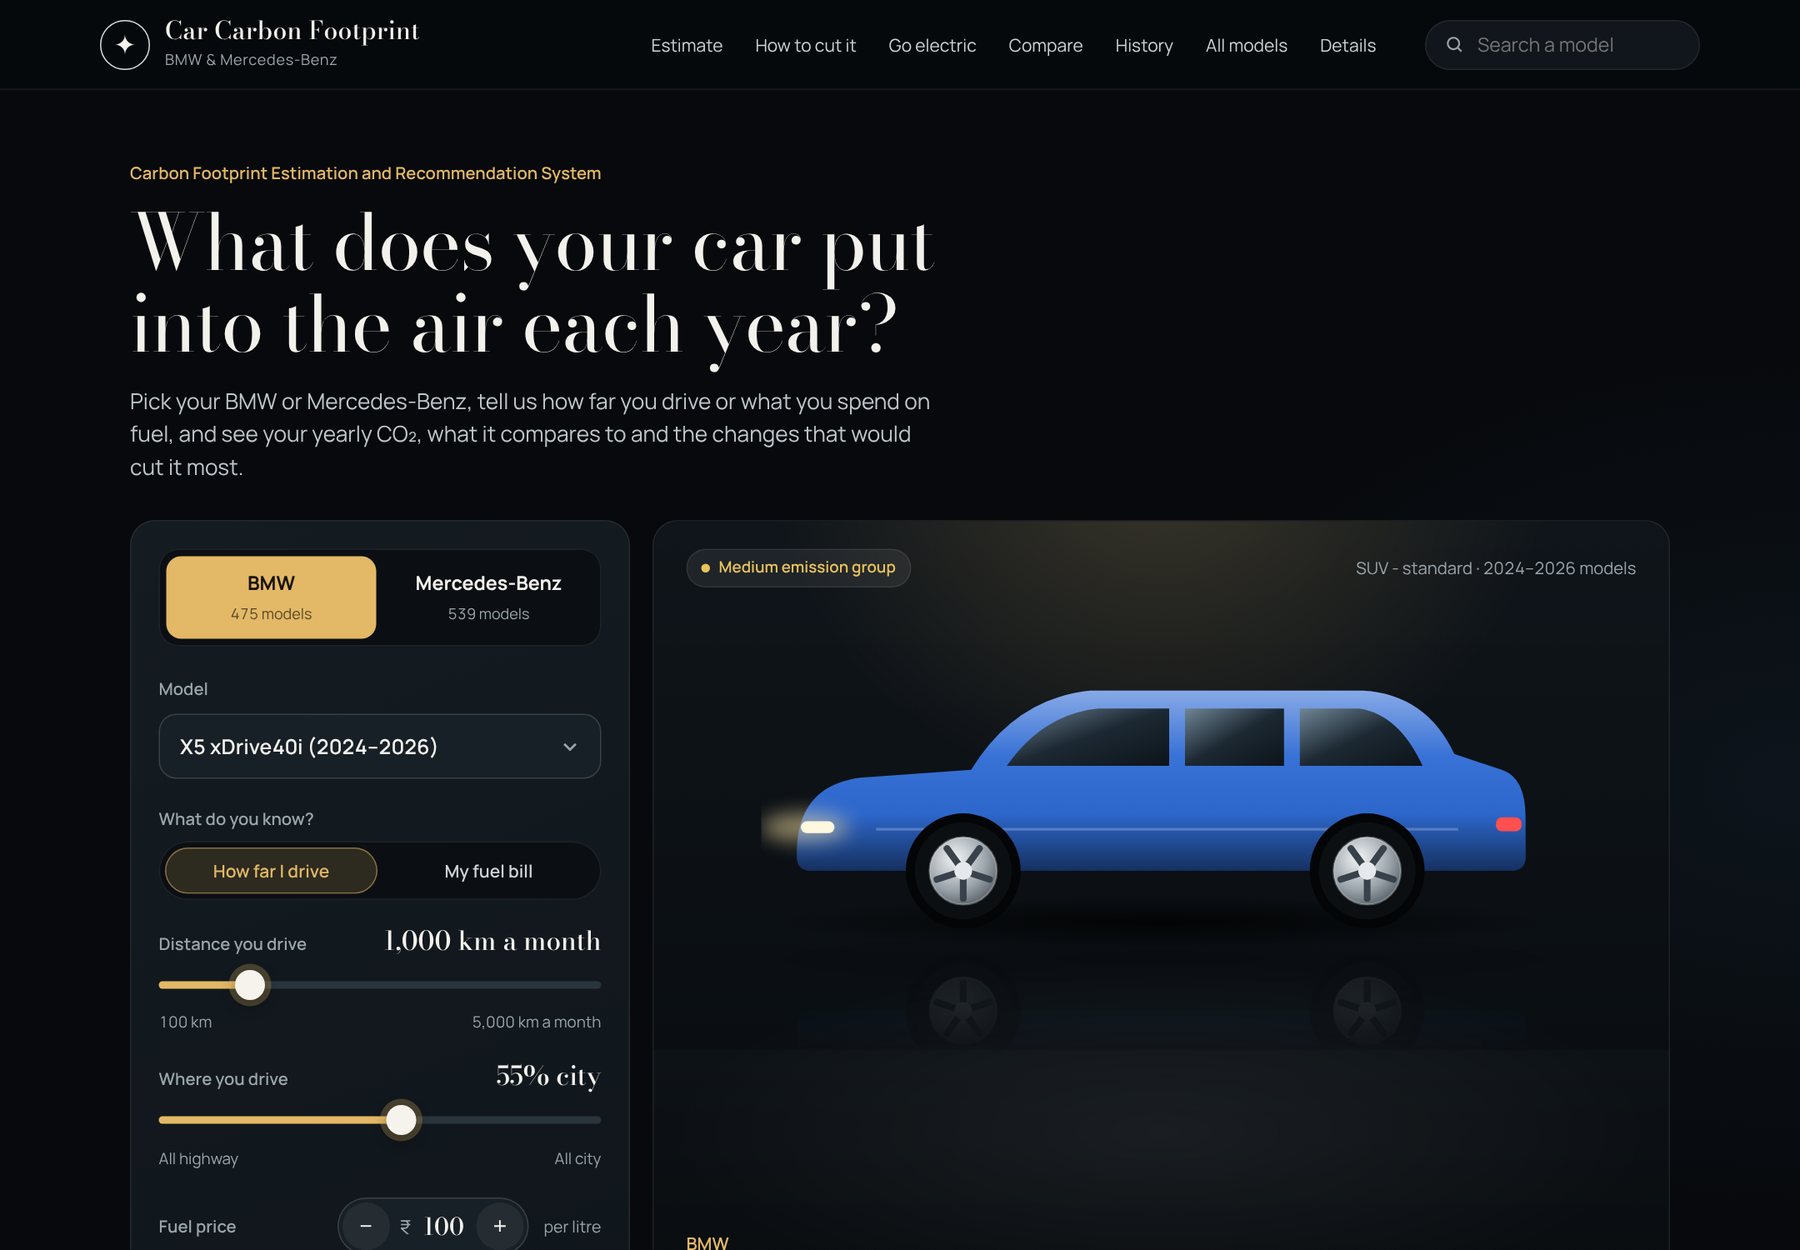 Car Carbon Footprint
BMW & Mercedes-Benz
Estimate
How to cut it
Go electric
Compare
History
All models
Details
Search a model
Carbon Footprint Estimation and Recommendation System
What does your car put
into the air each year?
Pick your BMW or Mercedes-Benz, tell us how far you drive or what you spend on
fuel, and see your yearly CO₂, what it compares to and the changes that would
cut it most.
BMW
475 models
Mercedes-Benz
539 models
Model
X5 xDrive40i (2024–2026)
What do you know?
How far I drive
My fuel bill
Distance you drive
1,000 km a month
100 km
5,000 km a month
Where you drive
55% city
All highway
All city
Fuel price
− ₹ 100 +
per litre
Medium emission group
SUV - standard · 2024–2026 models
BMW